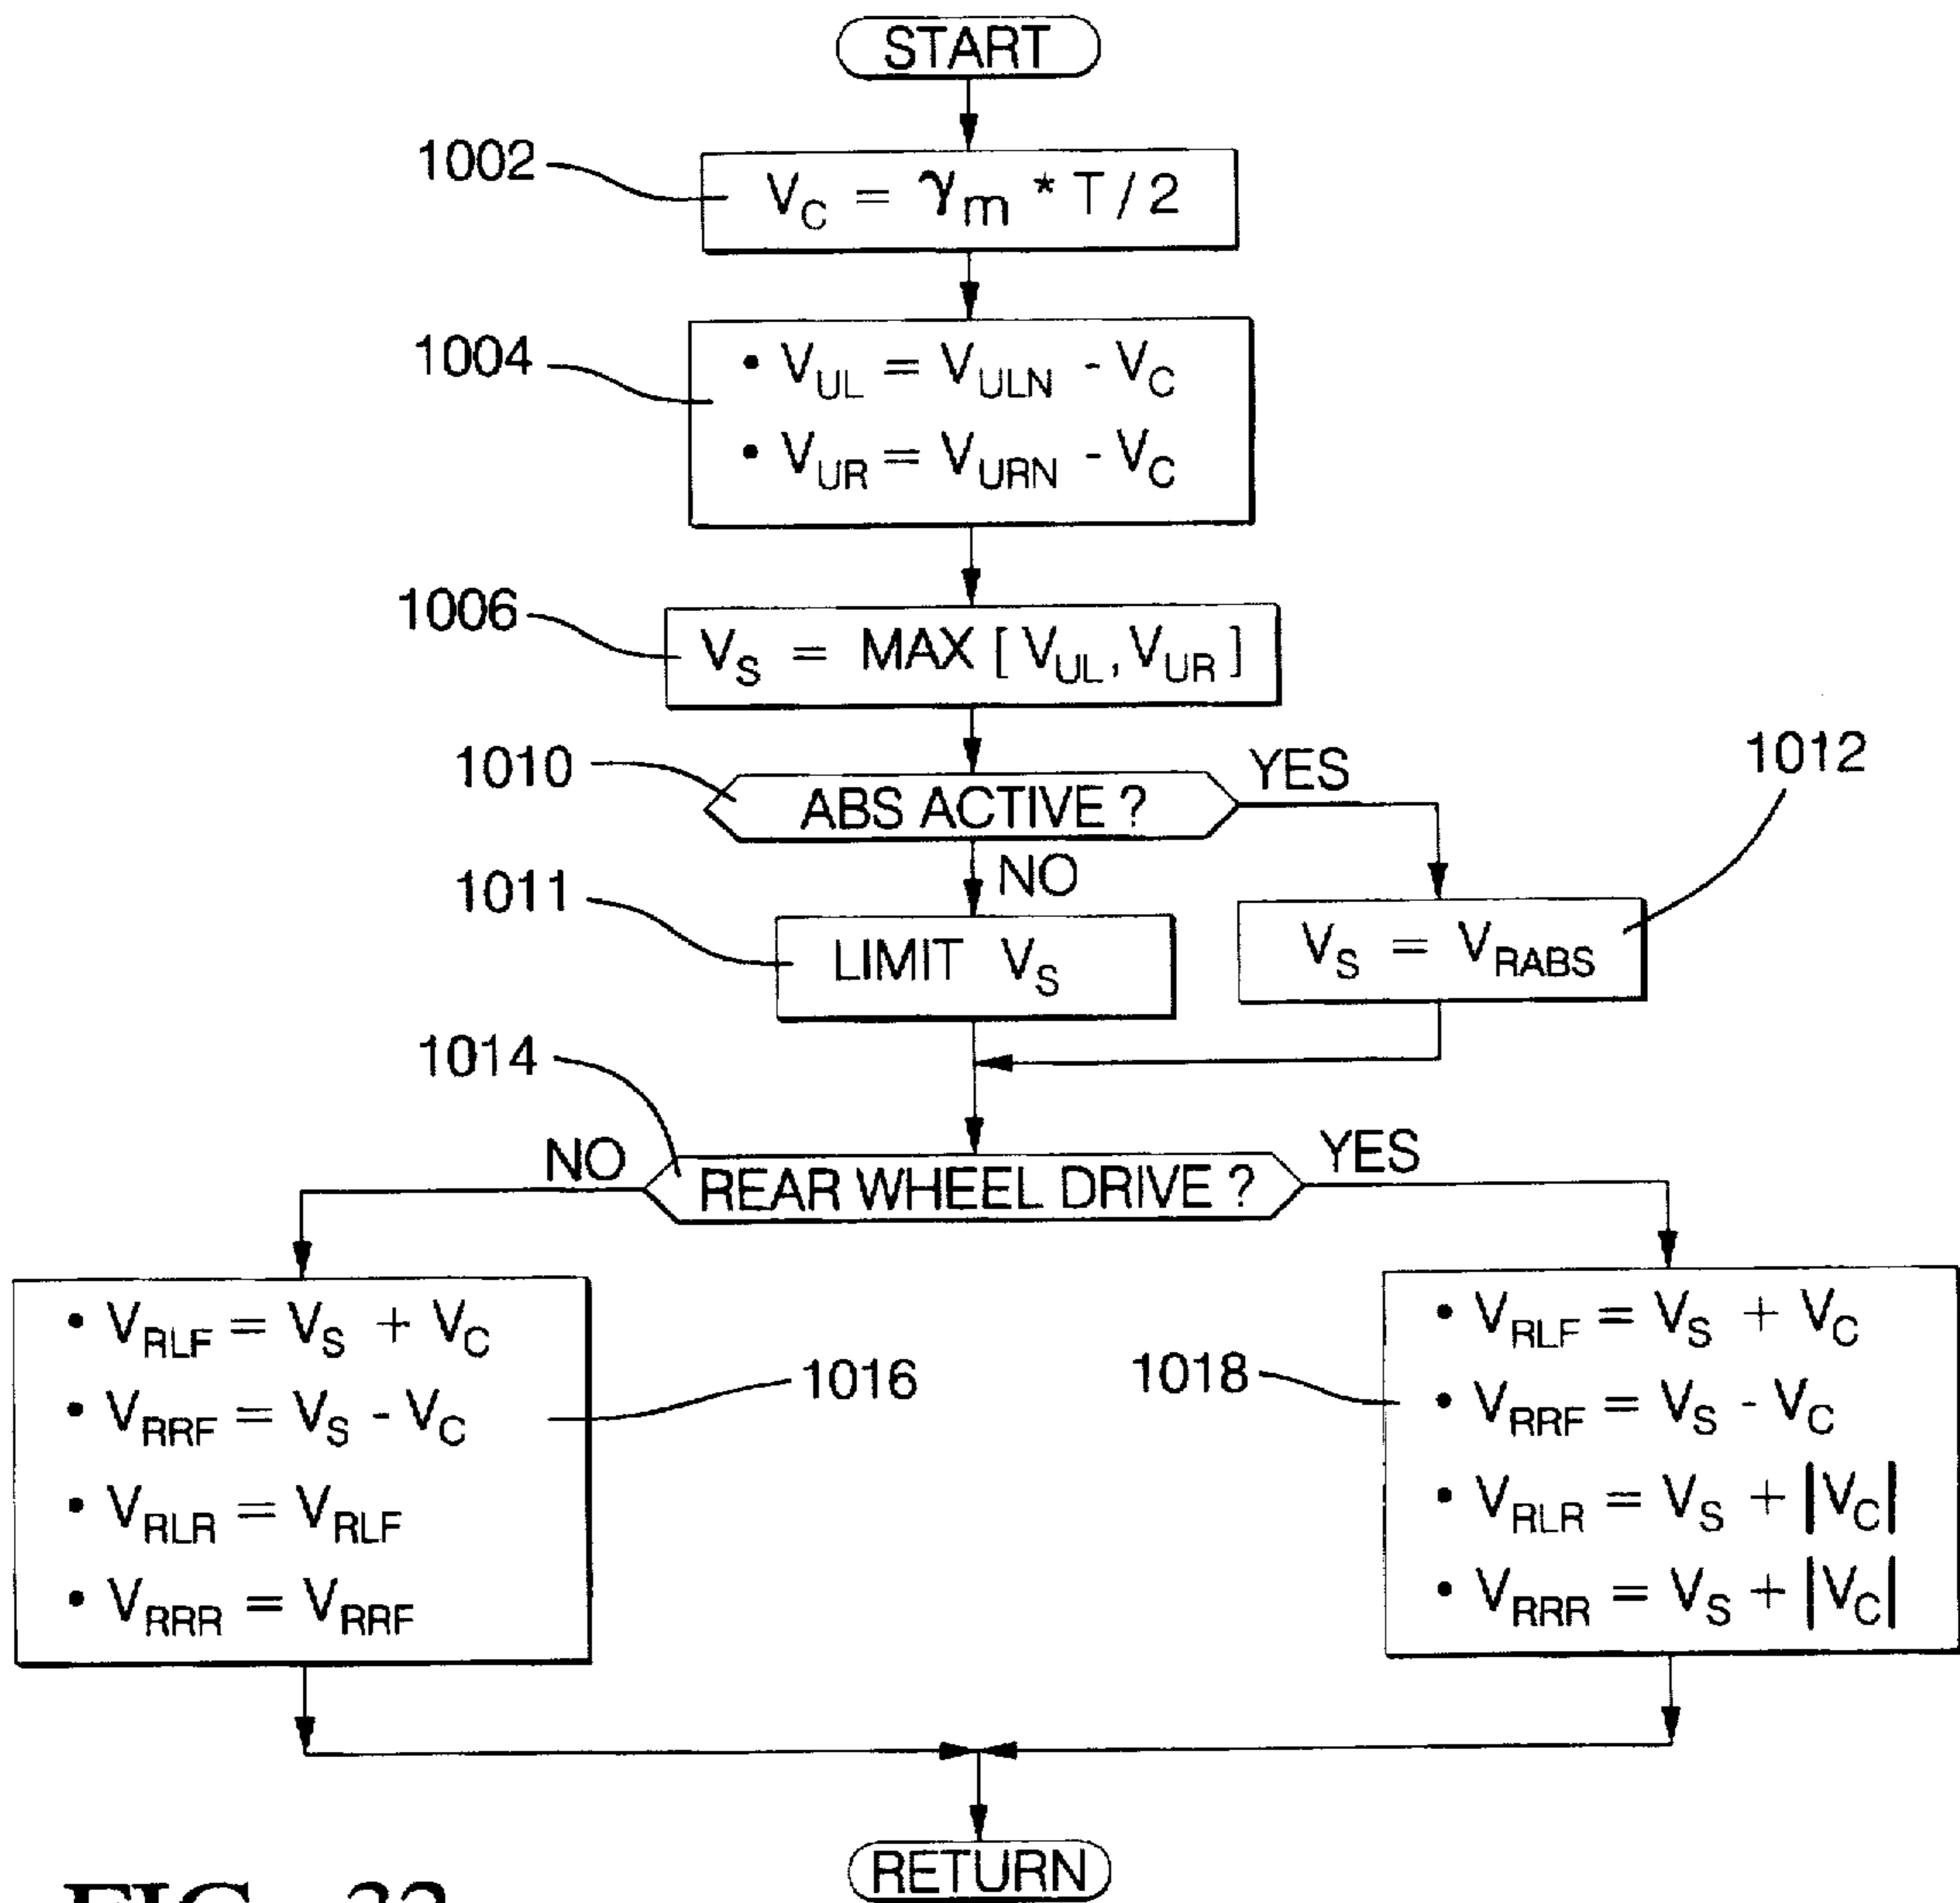 START
1002
V_C = γ_m * T / 2
1004
• V_UL = V_ULN - V_C
• V_UR = V_URN - V_C
1006
V_S = MAX [ V_UL, V_UR ]
1010
ABS ACTIVE ?
YES
1012
NO
1011
LIMIT V_S
V_S = V_RABS
1014
NO
REAR WHEEL DRIVE ?
YES
• V_RLF = V_S + V_C
• V_RRF = V_S - V_C
• V_RLR = V_RLF
• V_RRR = V_RRF
1016
1018
• V_RLF = V_S + V_C
• V_RRF = V_S - V_C
• V_RLR = V_S + |V_C|
• V_RRR = V_S + |V_C|
RETURN